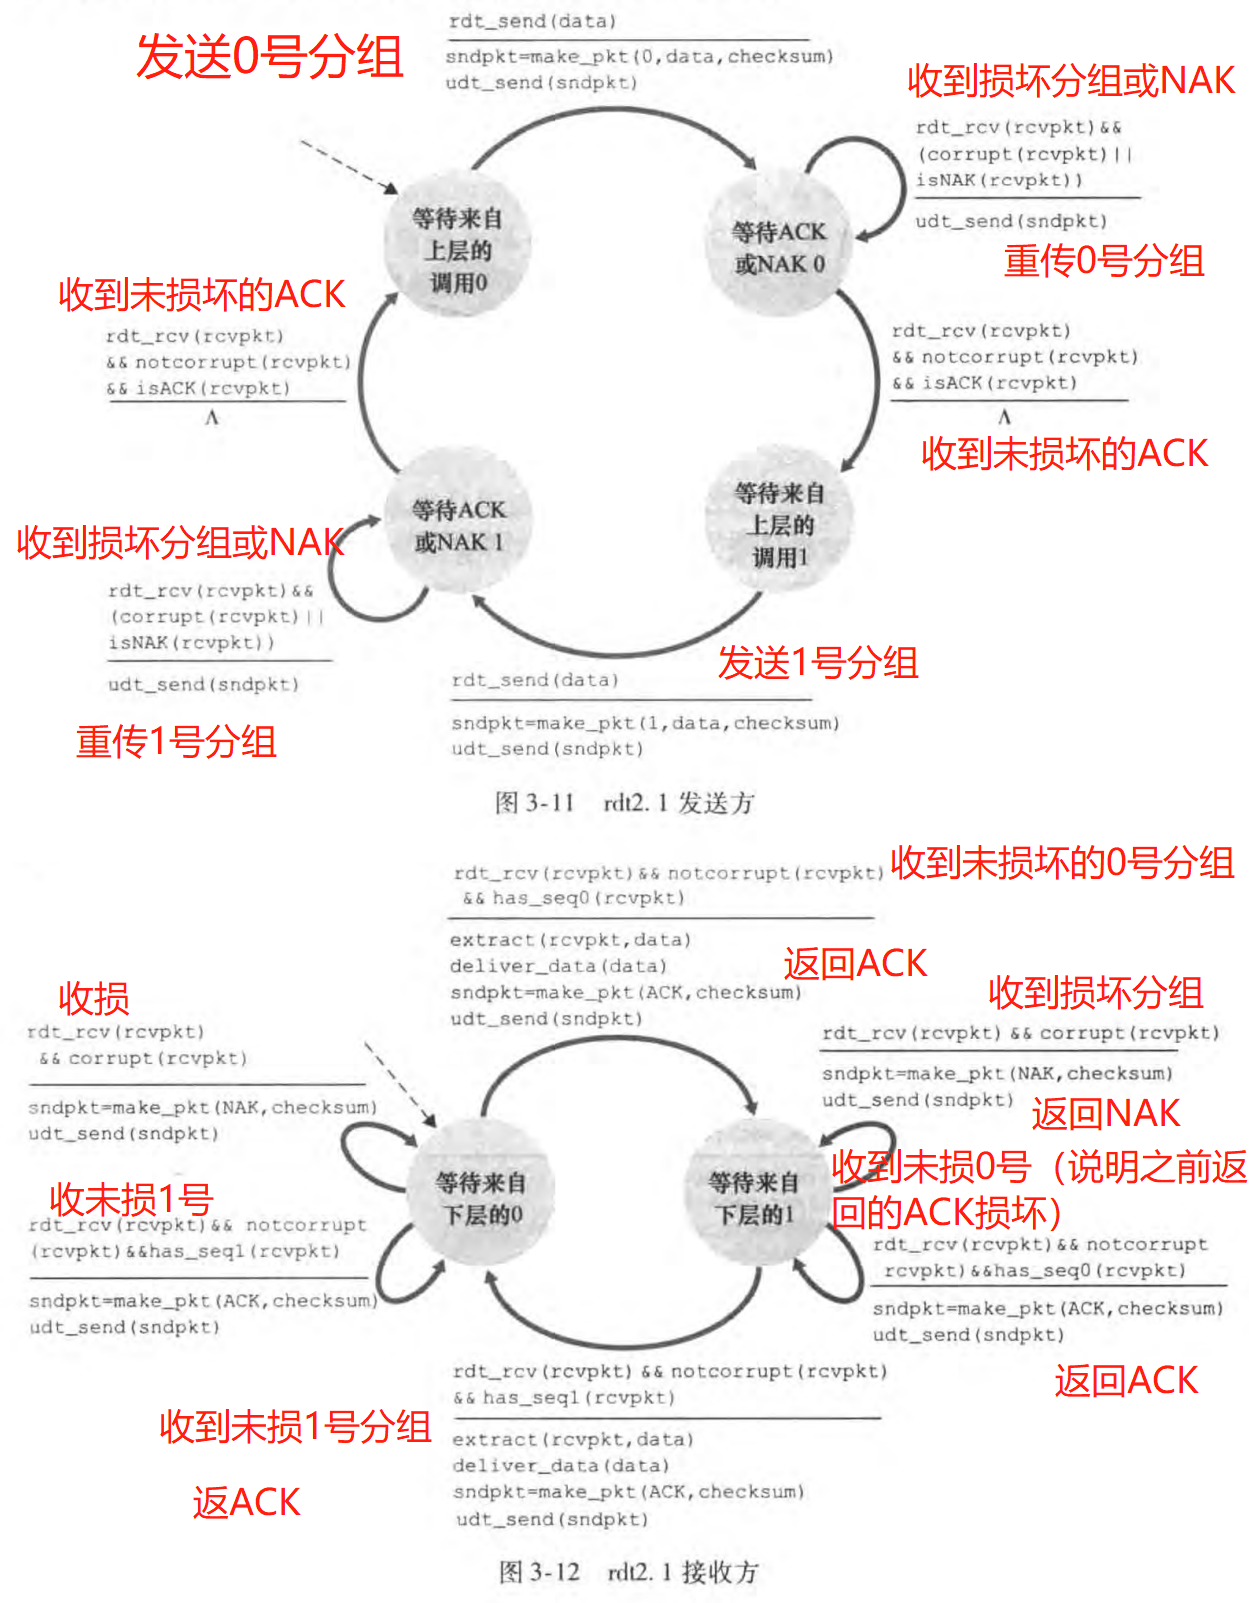 rdt_send(data)
发送0号分组
sndpkt=make_pkt(0,data,checksum)
udt_send(sndpkt)
收到损坏分组或NAK
rdt_rcv(rcvpkt)&&
(corrupt(rcvpkt)||
isNAK(rcvpkt))
udt_send(sndpkt)
重传0号分组
等待来自
上层的
调用0
等待ACK
或NAK 0
收到未损坏的ACK
rdt_rcv(rcvpkt)
&&notcorrupt(rcvpkt)
&&isACK(rcvpkt)
Λ
rdt_rcv(rcvpkt)
&&notcorrupt(rcvpkt)
&&isACK(rcvpkt)
Λ
收到未损坏的ACK
等待ACK
或NAK 1
等待来自
上层的
调用1
收到损坏分组或NAK
rdt_rcv(rcvpkt)&&
(corrupt(rcvpkt)||
isNAK(rcvpkt))
udt_send(sndpkt)
重传1号分组
发送1号分组
rdt_send(data)
sndpkt=make_pkt(1,data,checksum)
udt_send(sndpkt)
图 3-11 rdt2.1 发送方
rdt_rcv(rcvpkt)&&notcorrupt(rcvpkt)
&&has_seq0(rcvpkt)
收到未损坏的0号分组
extract(rcvpkt,data)
deliver_data(data)
sndpkt=make_pkt(ACK,checksum)
udt_send(sndpkt)
返回ACK
收损
rdt_rcv(rcvpkt)
&&corrupt(rcvpkt)
sndpkt=make_pkt(NAK,checksum)
udt_send(sndpkt)
收到损坏分组
rdt_rcv(rcvpkt)&&corrupt(rcvpkt)
sndpkt=make_pkt(NAK,checksum)
udt_send(sndpkt)
返回NAK
等待来自
下层的0
等待来自
下层的1
收到未损0号（说明之前返
回的ACK损坏）
收未损1号
rdt_rcv(rcvpkt)&& notcorrupt
(rcvpkt)&&has_seq1(rcvpkt)
sndpkt=make_pkt(ACK,checksum)
udt_send(sndpkt)
rdt_rcv(rcvpkt)&&notcorrupt
rcvpkt)&&has_seq0(rcvpkt)
sndpkt=make_pkt(ACK,checksum)
udt_send(sndpkt)
返回ACK
rdt_rcv(rcvpkt)&&notcorrupt(rcvpkt)
&&has_seq1(rcvpkt)
收到未损1号分组
extract(rcvpkt,data)
deliver_data(data)
sndpkt=make_pkt(ACK,checksum)
udt_send(sndpkt)
返ACK
图 3-12 rdt2.1 接收方